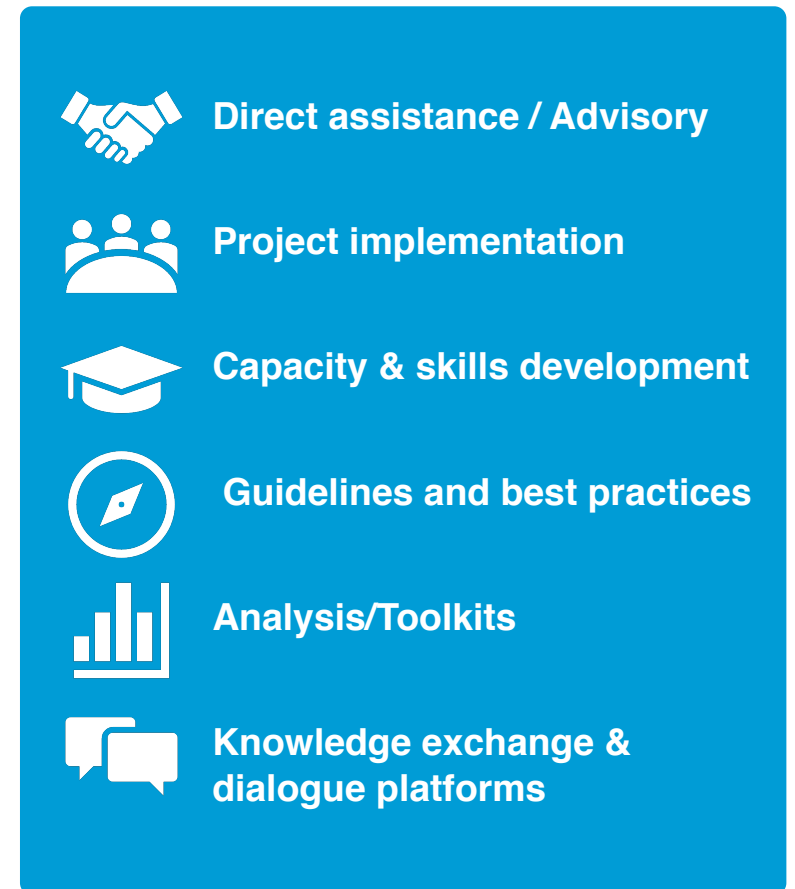 Direct assistance / Advisory
Project implementation
Capacity & skills development
Guidelines and best practices
Analysis/Toolkits
Knowledge exchange &
dialogue platforms